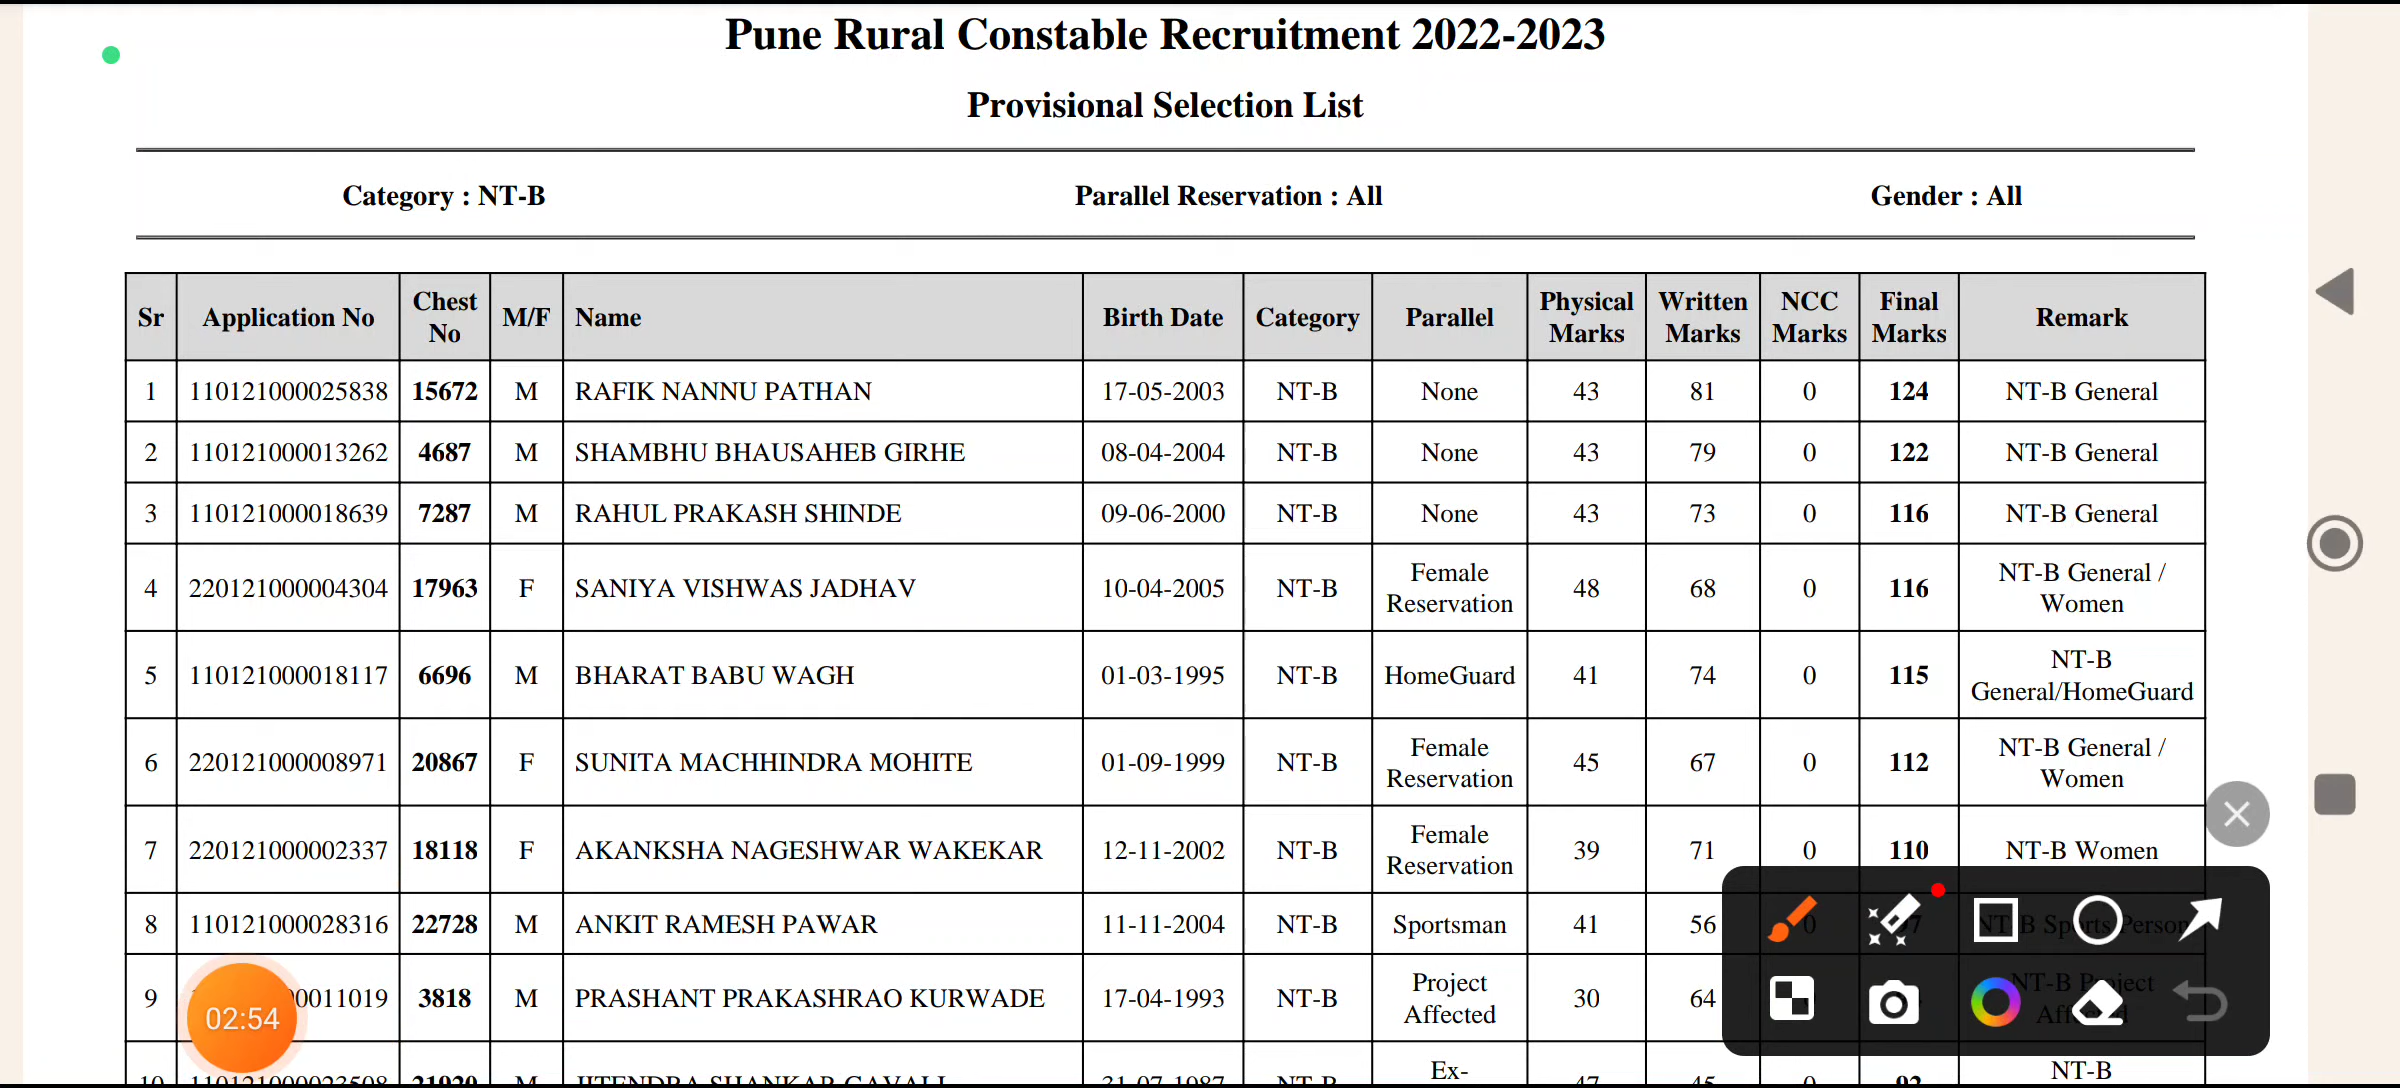 Pune Rural Constable Recruitment 2022-2023
Provisional Selection List
Category : NT-B Parallel Reservation : All Gender : All
Sr Application No Chest No M/F Name Birth Date Category Parallel Physical Marks Written Marks NCC Marks Final Marks Remark
1 110121000025838 15672 M RAFIK NANNU PATHAN 17-05-2003 NT-B None 43 81 0 124 NT-B General
2 110121000013262 4687 M SHAMBHU BHAUSAHEB GIRHE 08-04-2004 NT-B None 43 79 0 122 NT-B General
3 110121000018639 7287 M RAHUL PRAKASH SHINDE 09-06-2000 NT-B None 43 73 0 116 NT-B General
4 220121000004304 17963 F SANIYA VISHWAS JADHAV 10-04-2005 NT-B Female Reservation 48 68 0 116 NT-B General / Women
5 110121000018117 6696 M BHARAT BABU WAGH 01-03-1995 NT-B HomeGuard 41 74 0 115 NT-B General/HomeGuard
6 220121000008971 20867 F SUNITA MACHHINDRA MOHITE 01-09-1999 NT-B Female Reservation 45 67 0 112 NT-B General / Women
7 220121000002337 18118 F AKANKSHA NAGESHWAR WAKEKAR 12-11-2002 NT-B Female Reservation 39 71 0 110 NT-B Women
8 110121000028316 22728 M ANKIT RAMESH PAWAR 11-11-2004 NT-B Sportsman 41 56 0 NT-B Sports Person
9 0011019 3818 M PRASHANT PRAKASHRAO KURWADE 17-04-1993 NT-B Project Affected 30 64 NT-B Project
02:54
10 110121000023508 21920 M JITENDRA SHANKAR GAVALI 31-07-1987 NT-B Ex- 47 45 0 92 NT-B